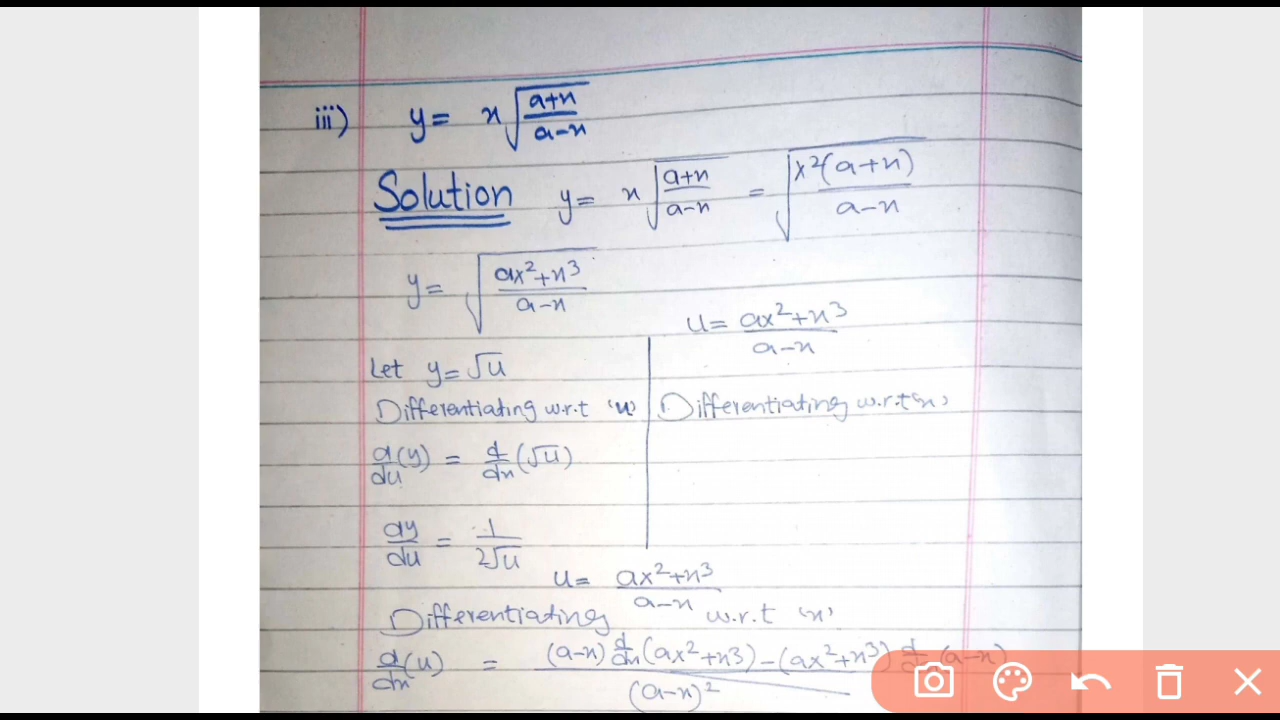 iii) y = x√(a+x / a-x)
Solution y = x√(a+x / a-x) = √(x²(a+x) / a-x)
y = √(ax²+x³ / a-x)
u = ax²+x³ / a-x
Let y = √u
Differentiating w.r.t 'u'
Differentiating w.r.t 'x'
d/du (y) = d/dx (√u)
dy/du = 1 / 2√u
u = ax²+x³ / a-x
Differentiating w.r.t 'x'
d/dx (u) = (a-x) d/dx (ax²+x³) - (ax²+x³) d/dx (a-x) / (a-x)²